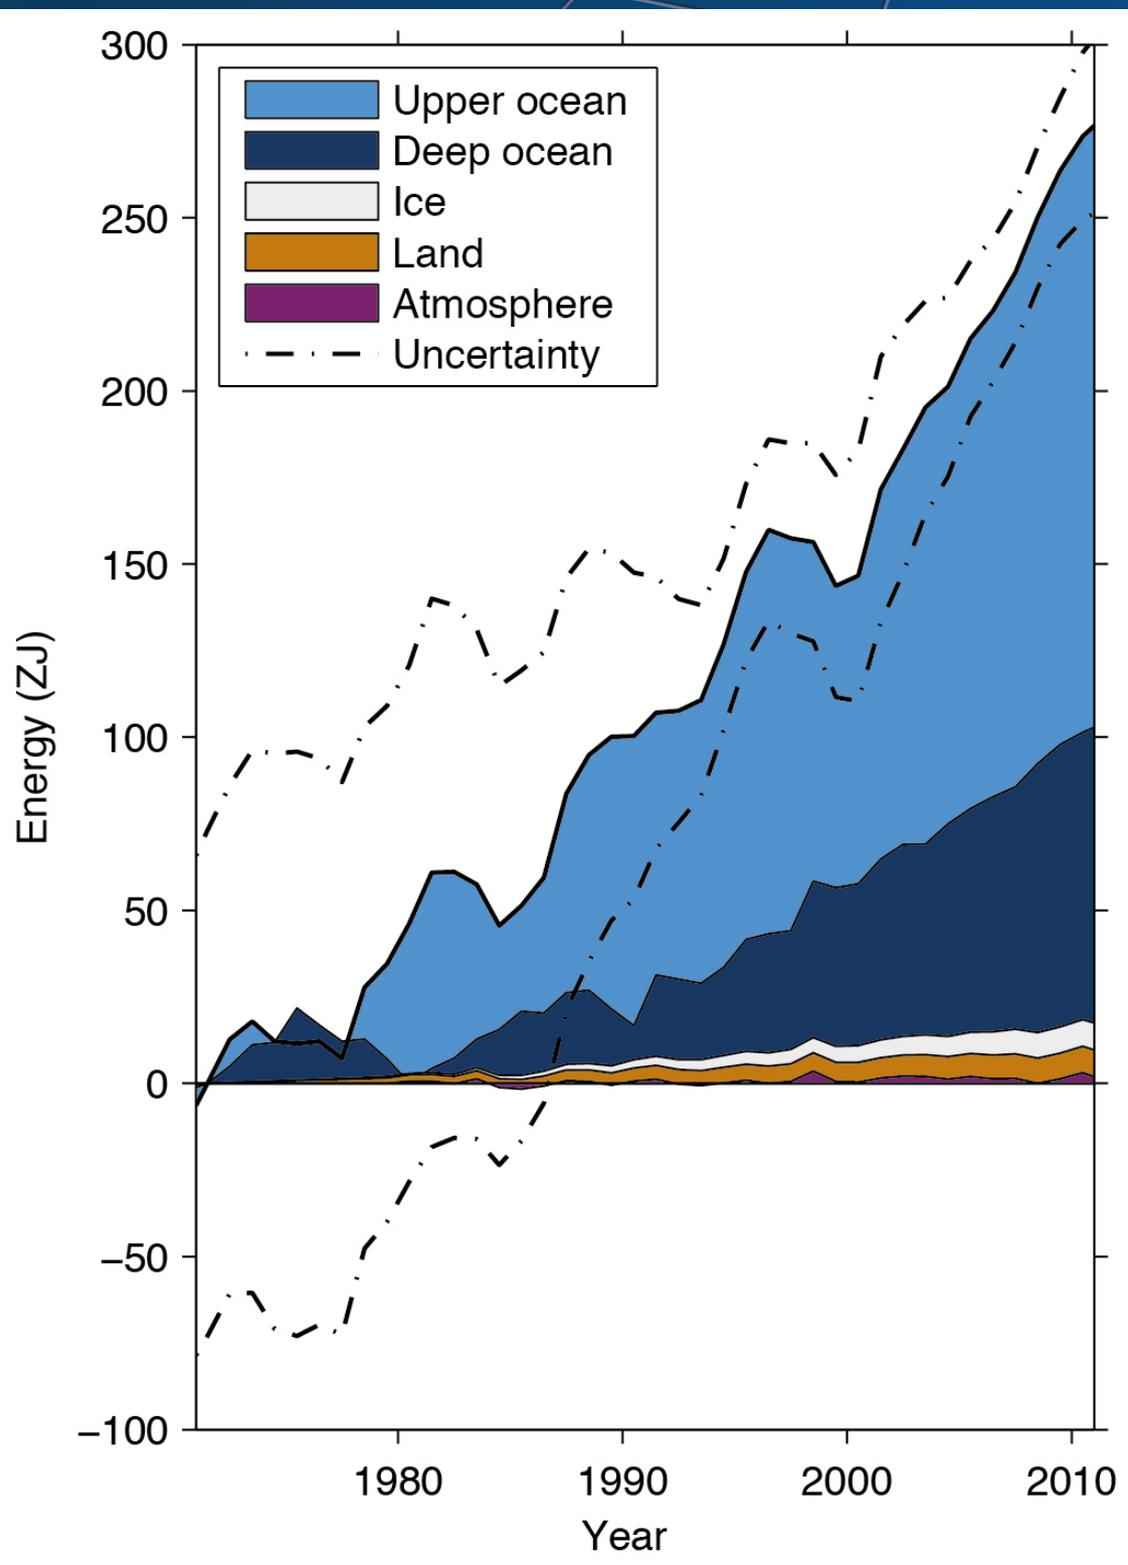 300
250
200
150
100
50
0
−50
−100
Energy (ZJ)
Upper ocean
Deep ocean
Ice
Land
Atmosphere
Uncertainty
1980 1990 2000 2010
Year